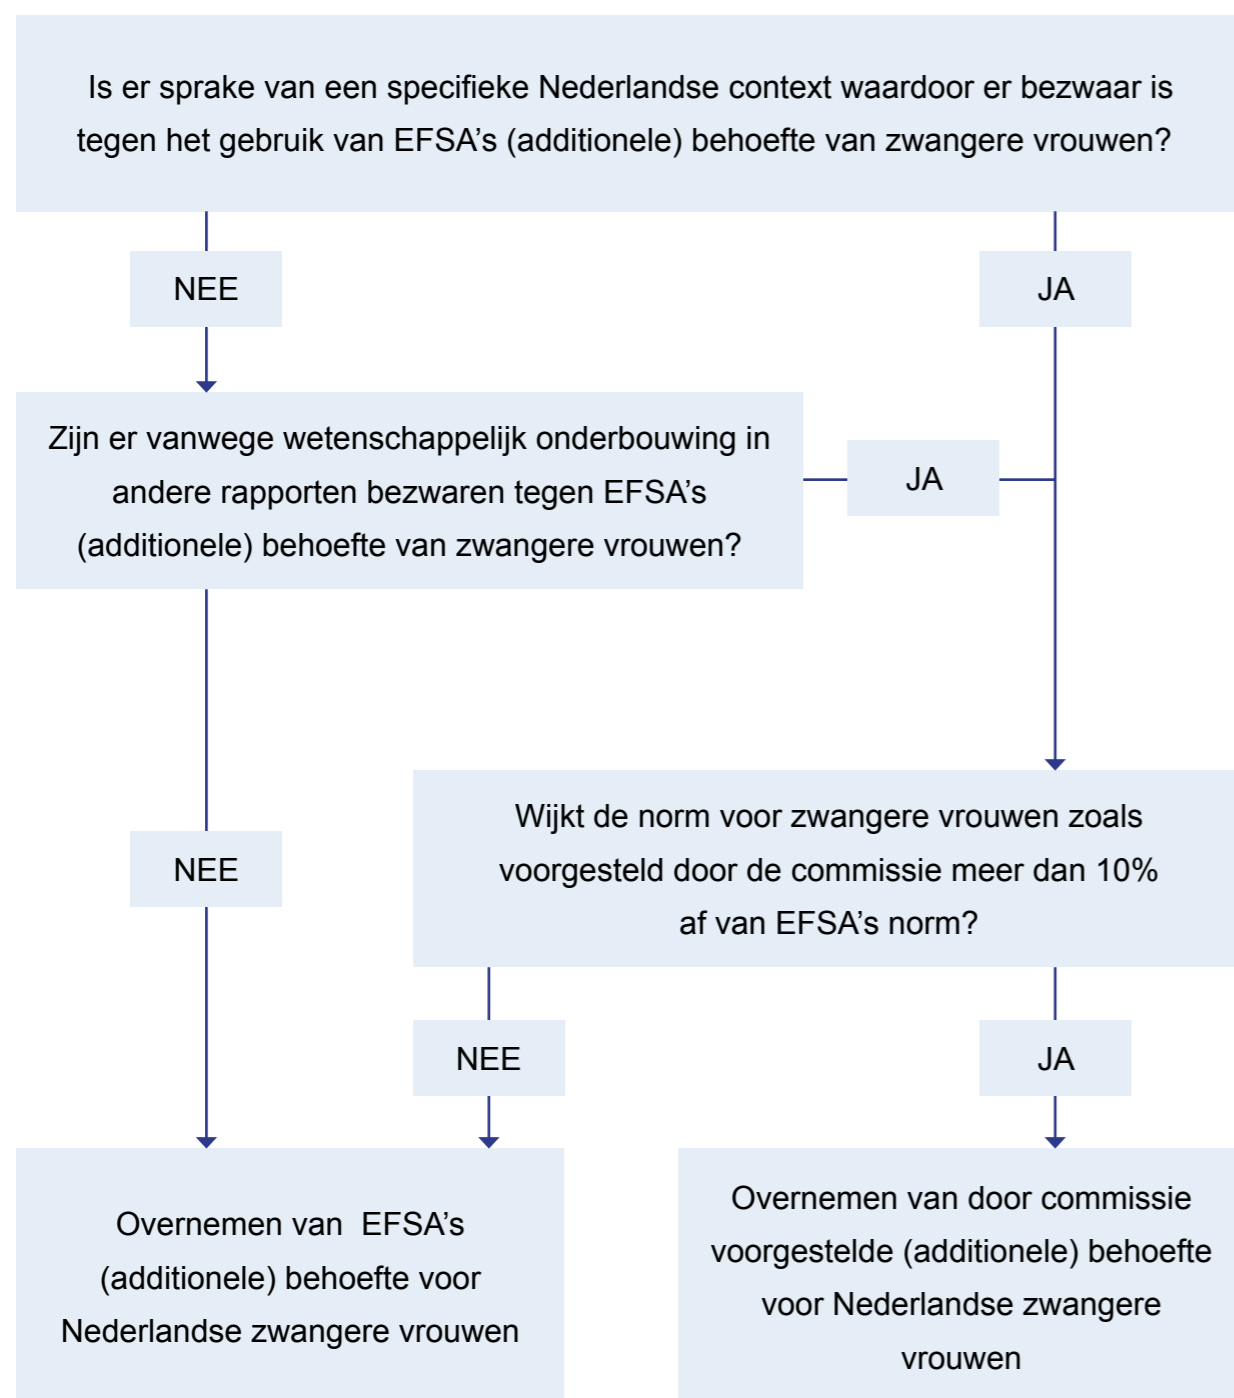 Is er sprake van een specifieke Nederlandse context waardoor er bezwaar is
tegen het gebruik van EFSA’s (additionele) behoefte van zwangere vrouwen?
NEE
JA
Zijn er vanwege wetenschappelijk onderbouwing in
andere rapporten bezwaren tegen EFSA’s
(additionele) behoefte van zwangere vrouwen?
JA
Wijkt de norm voor zwangere vrouwen zoals
voorgesteld door de commissie meer dan 10%
af van EFSA’s norm?
NEE
NEE
JA
Overnemen van EFSA’s
(additionele) behoefte voor
Nederlandse zwangere vrouwen
Overnemen van door commissie
voorgestelde (additionele) behoefte
voor Nederlandse zwangere
vrouwen